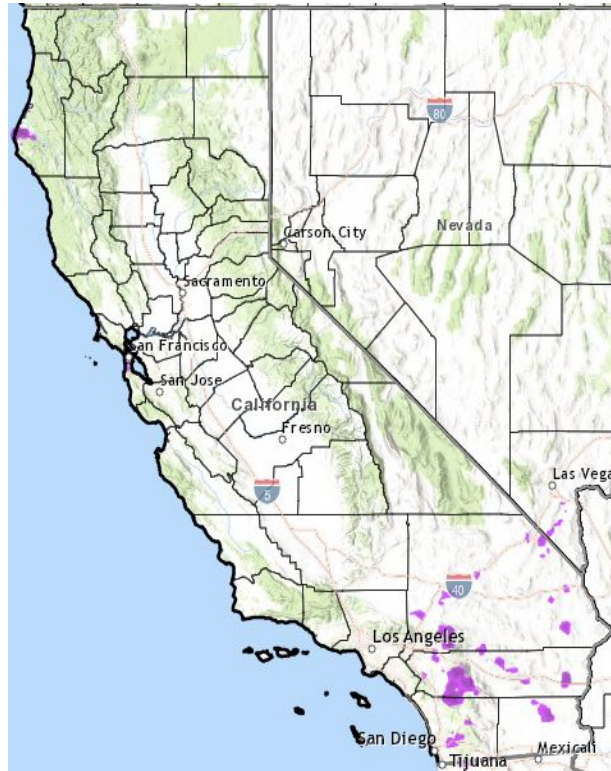 80
Nevada
Carson City
Sacramento
San Francisco
San Jose
California
Fresno
5
Las Vega
40
Los Angeles
San Diego
Mexicali
Tijuana